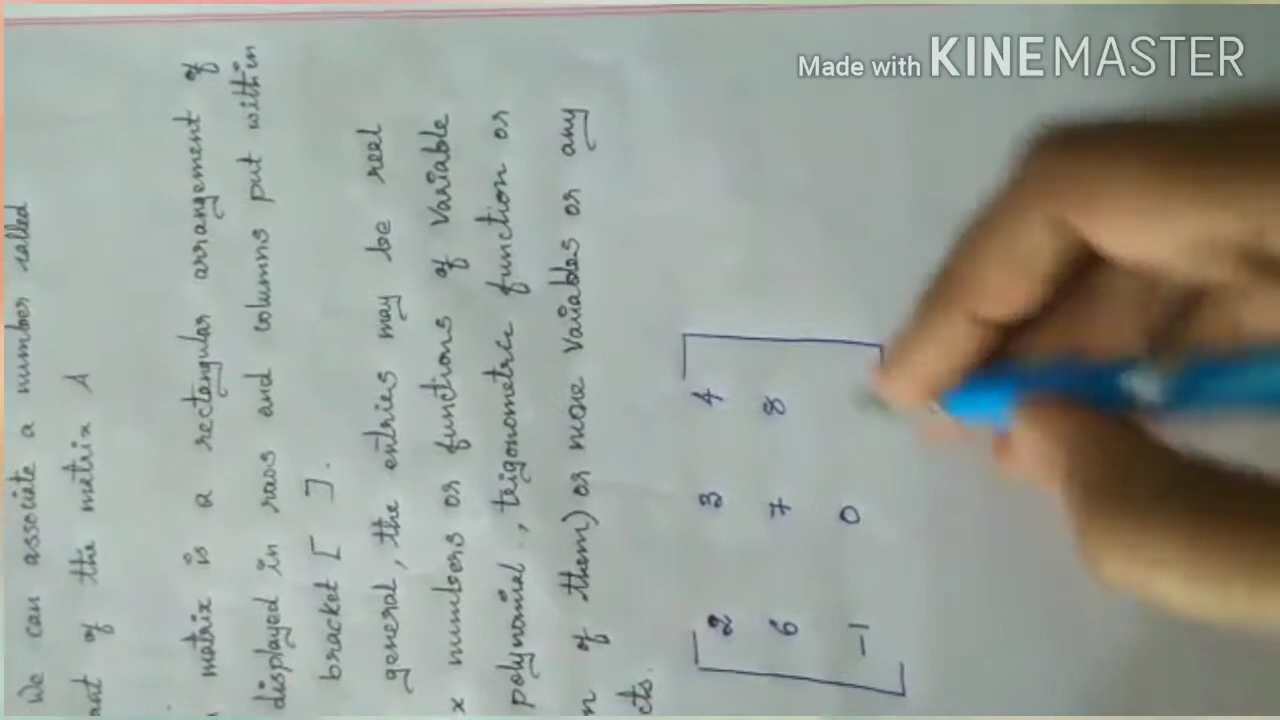 Made with KINEMASTER
We can associate a number called
ant of the matrix A
matrix is a rectangular arrangement of
displayed in rows and columns put within
bracket [ ].
general, the entries may be real
x numbers or functions of variable
polynomial, trigonometric function or
n of them) or more variables or any
cts.
2 3 4
6 7 8
-1 0